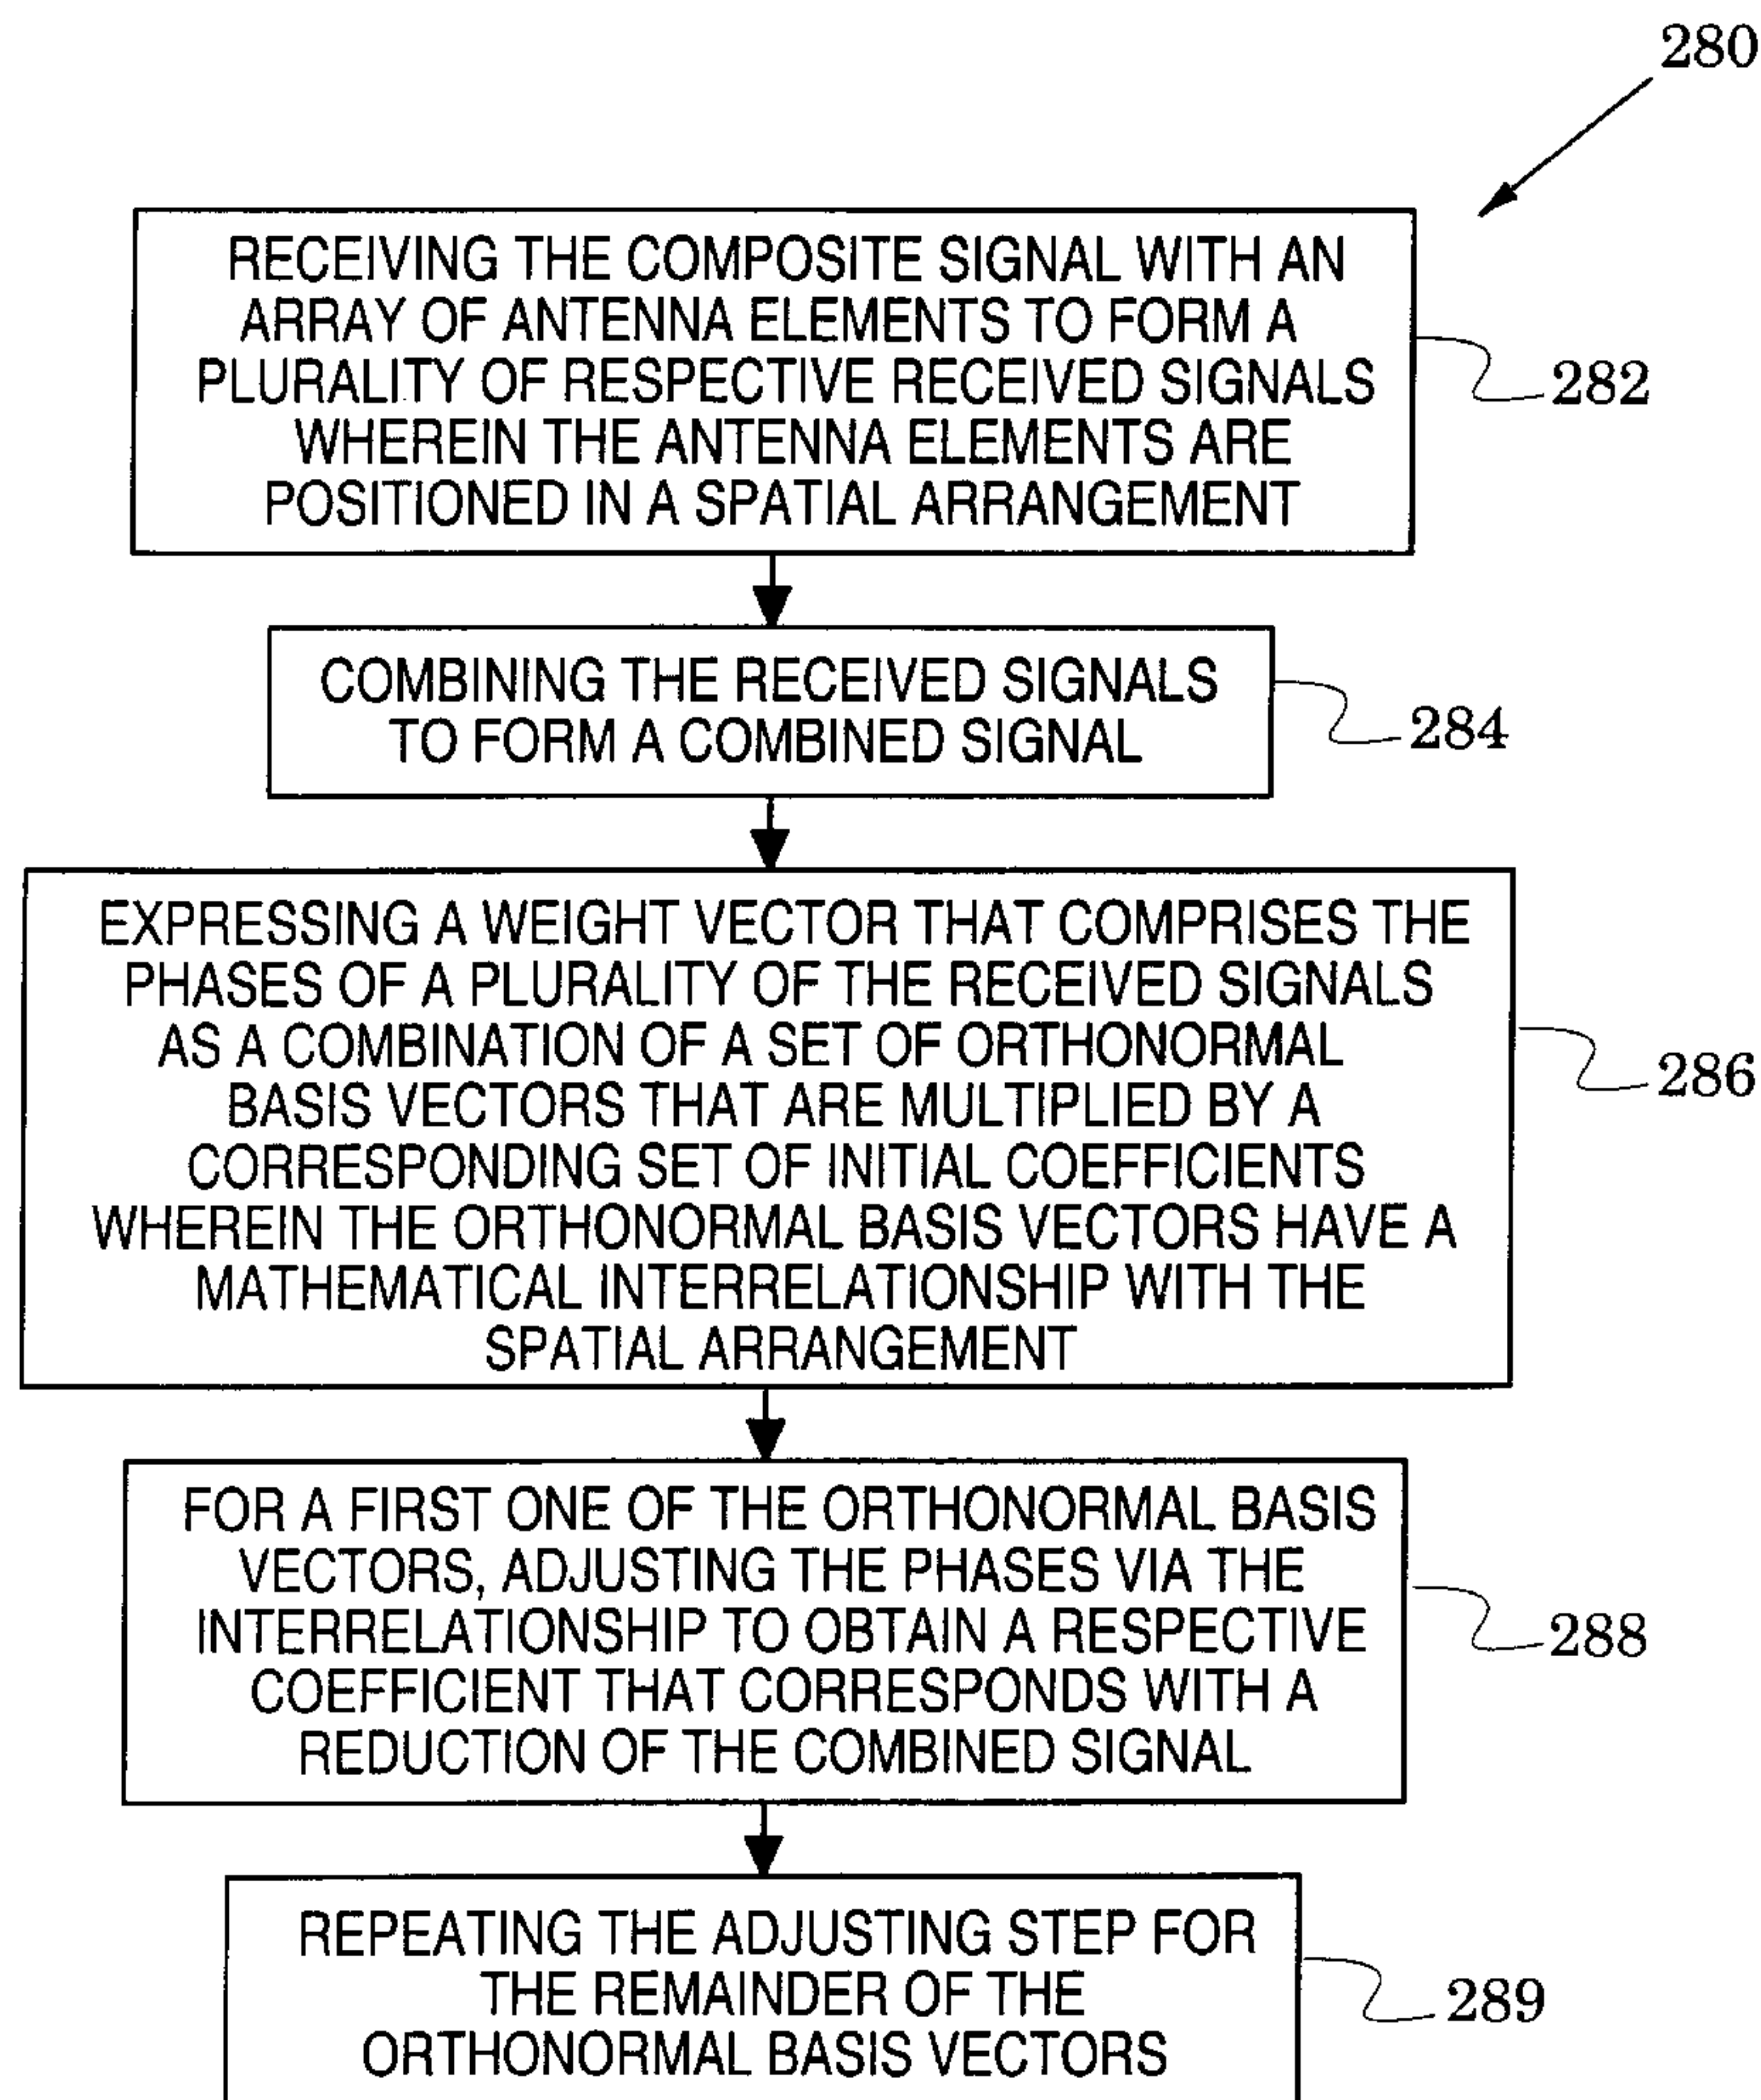 280
RECEIVING THE COMPOSITE SIGNAL WITH AN
ARRAY OF ANTENNA ELEMENTS TO FORM A
PLURALITY OF RESPECTIVE RECEIVED SIGNALS
WHEREIN THE ANTENNA ELEMENTS ARE
POSITIONED IN A SPATIAL ARRANGEMENT
282
COMBINING THE RECEIVED SIGNALS
TO FORM A COMBINED SIGNAL
284
EXPRESSING A WEIGHT VECTOR THAT COMPRISES THE
PHASES OF A PLURALITY OF THE RECEIVED SIGNALS
AS A COMBINATION OF A SET OF ORTHONORMAL
BASIS VECTORS THAT ARE MULTIPLIED BY A
CORRESPONDING SET OF INITIAL COEFFICIENTS
WHEREIN THE ORTHONORMAL BASIS VECTORS HAVE A
MATHEMATICAL INTERRELATIONSHIP WITH THE
SPATIAL ARRANGEMENT
286
FOR A FIRST ONE OF THE ORTHONORMAL BASIS
VECTORS, ADJUSTING THE PHASES VIA THE
INTERRELATIONSHIP TO OBTAIN A RESPECTIVE
COEFFICIENT THAT CORRESPONDS WITH A
REDUCTION OF THE COMBINED SIGNAL
288
REPEATING THE ADJUSTING STEP FOR
THE REMAINDER OF THE
ORTHONORMAL BASIS VECTORS
289